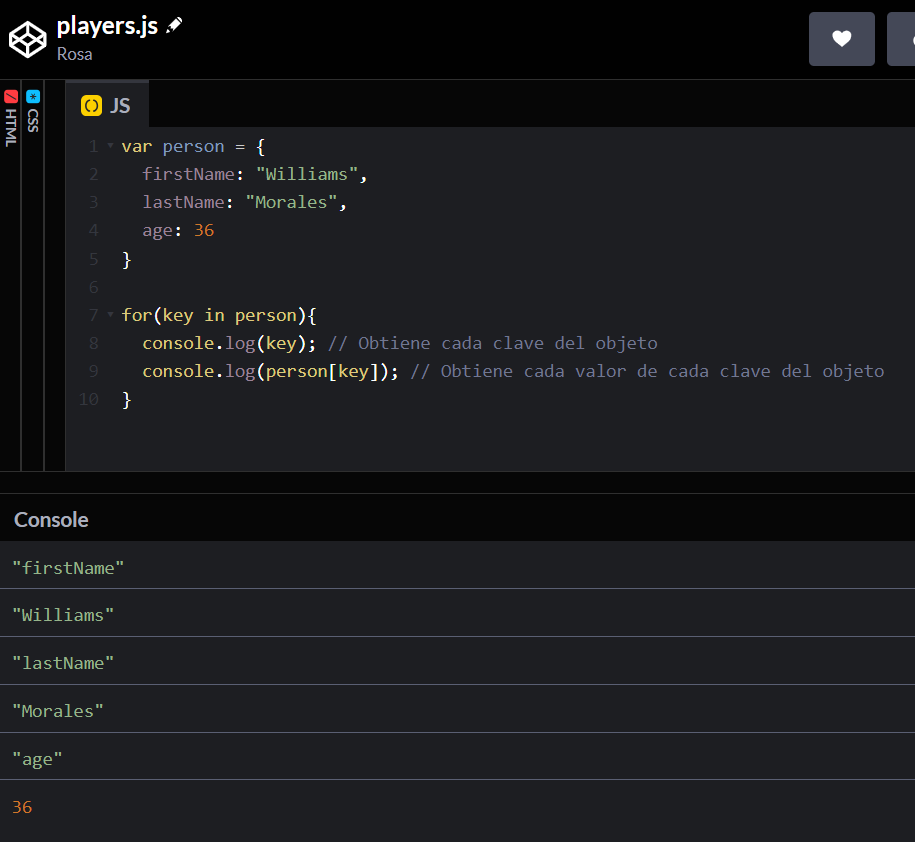 players.js
Rosa
HTML
CSS
JS
1 var person = {
2   firstName: "Williams",
3   lastName: "Morales",
4   age: 36
5 }
6
7 for(key in person){
8   console.log(key); // Obtiene cada clave del objeto
9   console.log(person[key]); // Obtiene cada valor de cada clave del objeto
10 }
Console
"firstName"
"Williams"
"lastName"
"Morales"
"age"
36